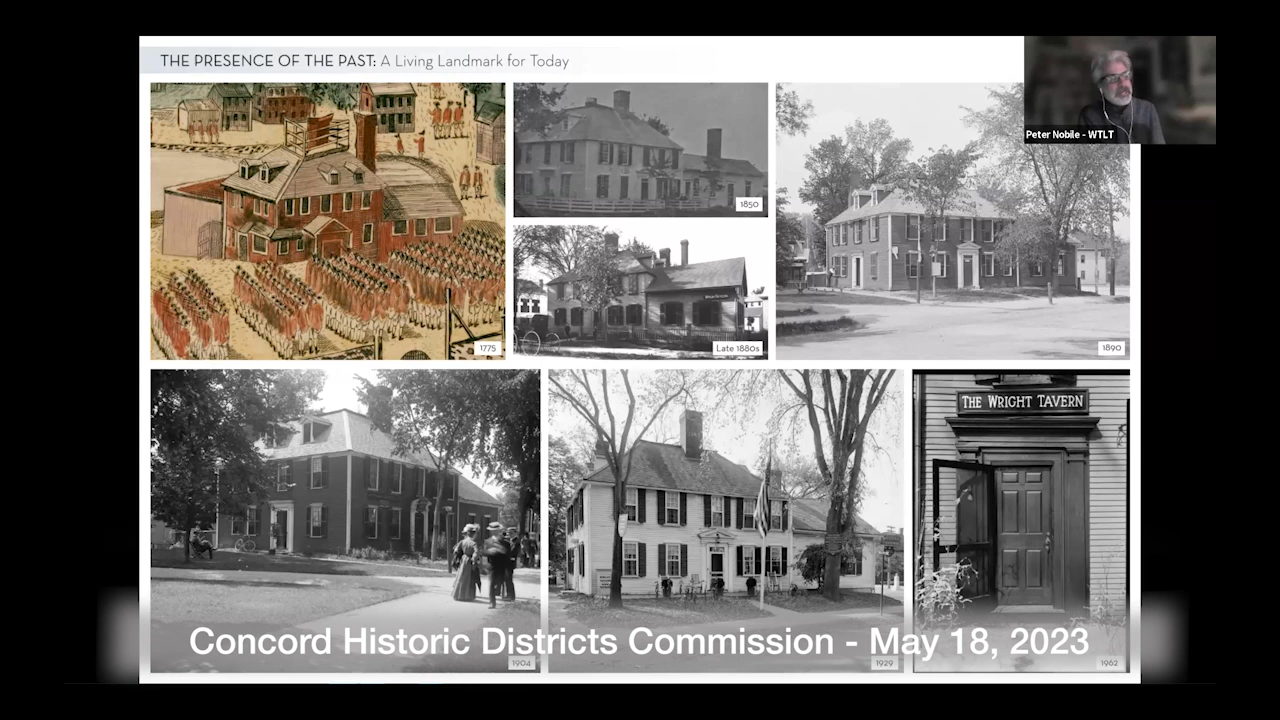 THE PRESENCE OF THE PAST: A Living Landmark for Today
Peter Nobile - WTLT
1775
1850
Late 1880s
1890
THE WRIGHT TAVERN
Concord Historic Districts Commission - May 18, 2023
1904
1929
1962